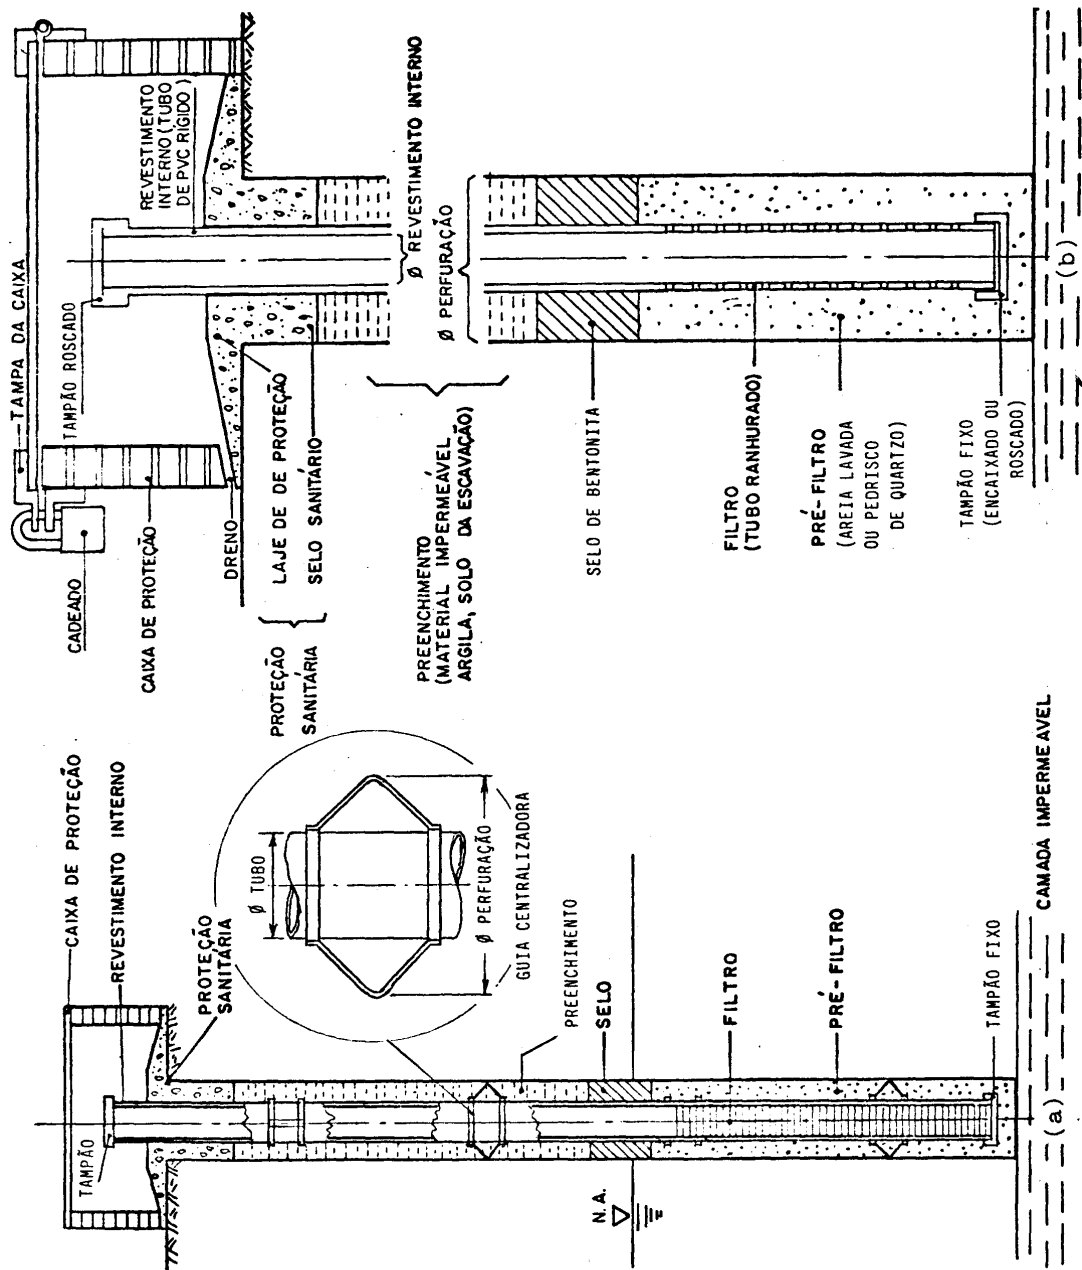 CAIXA DE PROTEÇÃO
REVESTIMENTO INTERNO
TAMPÃO
PROTEÇÃO
SANITÁRIA
Ø TUBO
Ø PERFURAÇÃO
GUIA CENTRALIZADORA
PREENCHIMENTO
SELO
N.A.
FILTRO
PRÉ-FILTRO
TAMPÃO FIXO
CAMADA IMPERMEAVEL
(a)
TAMPA DA CAIXA
TAMPÃO ROSCADO
REVESTIMENTO
INTERNO (TUBO
DE PVC RÍGIDO)
CADEADO
CAIXA DE PROTEÇÃO
DRENO
LAJE DE PROTEÇÃO
SELO SANITÁRIO
PROTEÇÃO
SANITÁRIA
Ø REVESTIMENTO INTERNO
Ø PERFURAÇÃO
PREENCHIMENTO
(MATERIAL IMPERMEÁVEL
ARGILA, SOLO DA ESCAVAÇÃO)
SELO DE BENTONITA
FILTRO
(TUBO RANHURADO)
PRÉ-FILTRO
(AREIA LAVADA
OU PEDRISCO
DE QUARTZO)
TAMPÃO FIXO
(ENCAIXADO OU
ROSCADO)
(b)